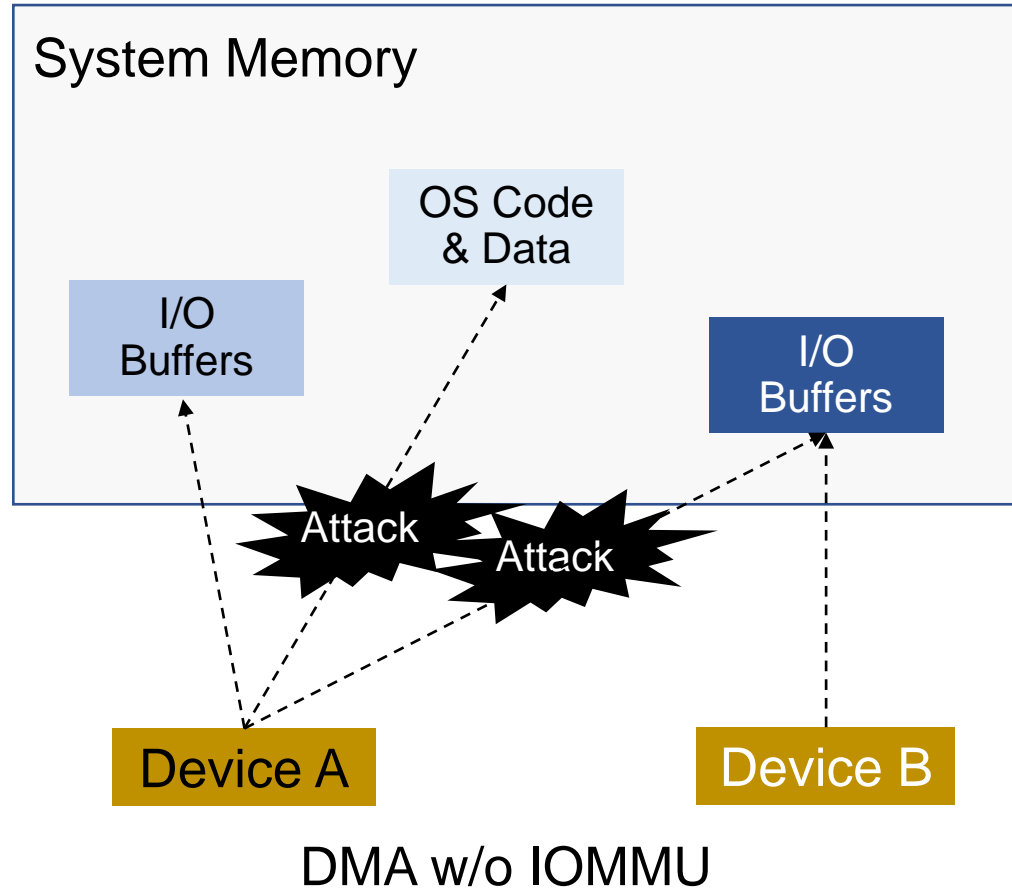 System Memory
OS Code
& Data
I/O
Buffers
I/O
Buffers
Attack
Attack
Device A
Device B
DMA w/o IOMMU